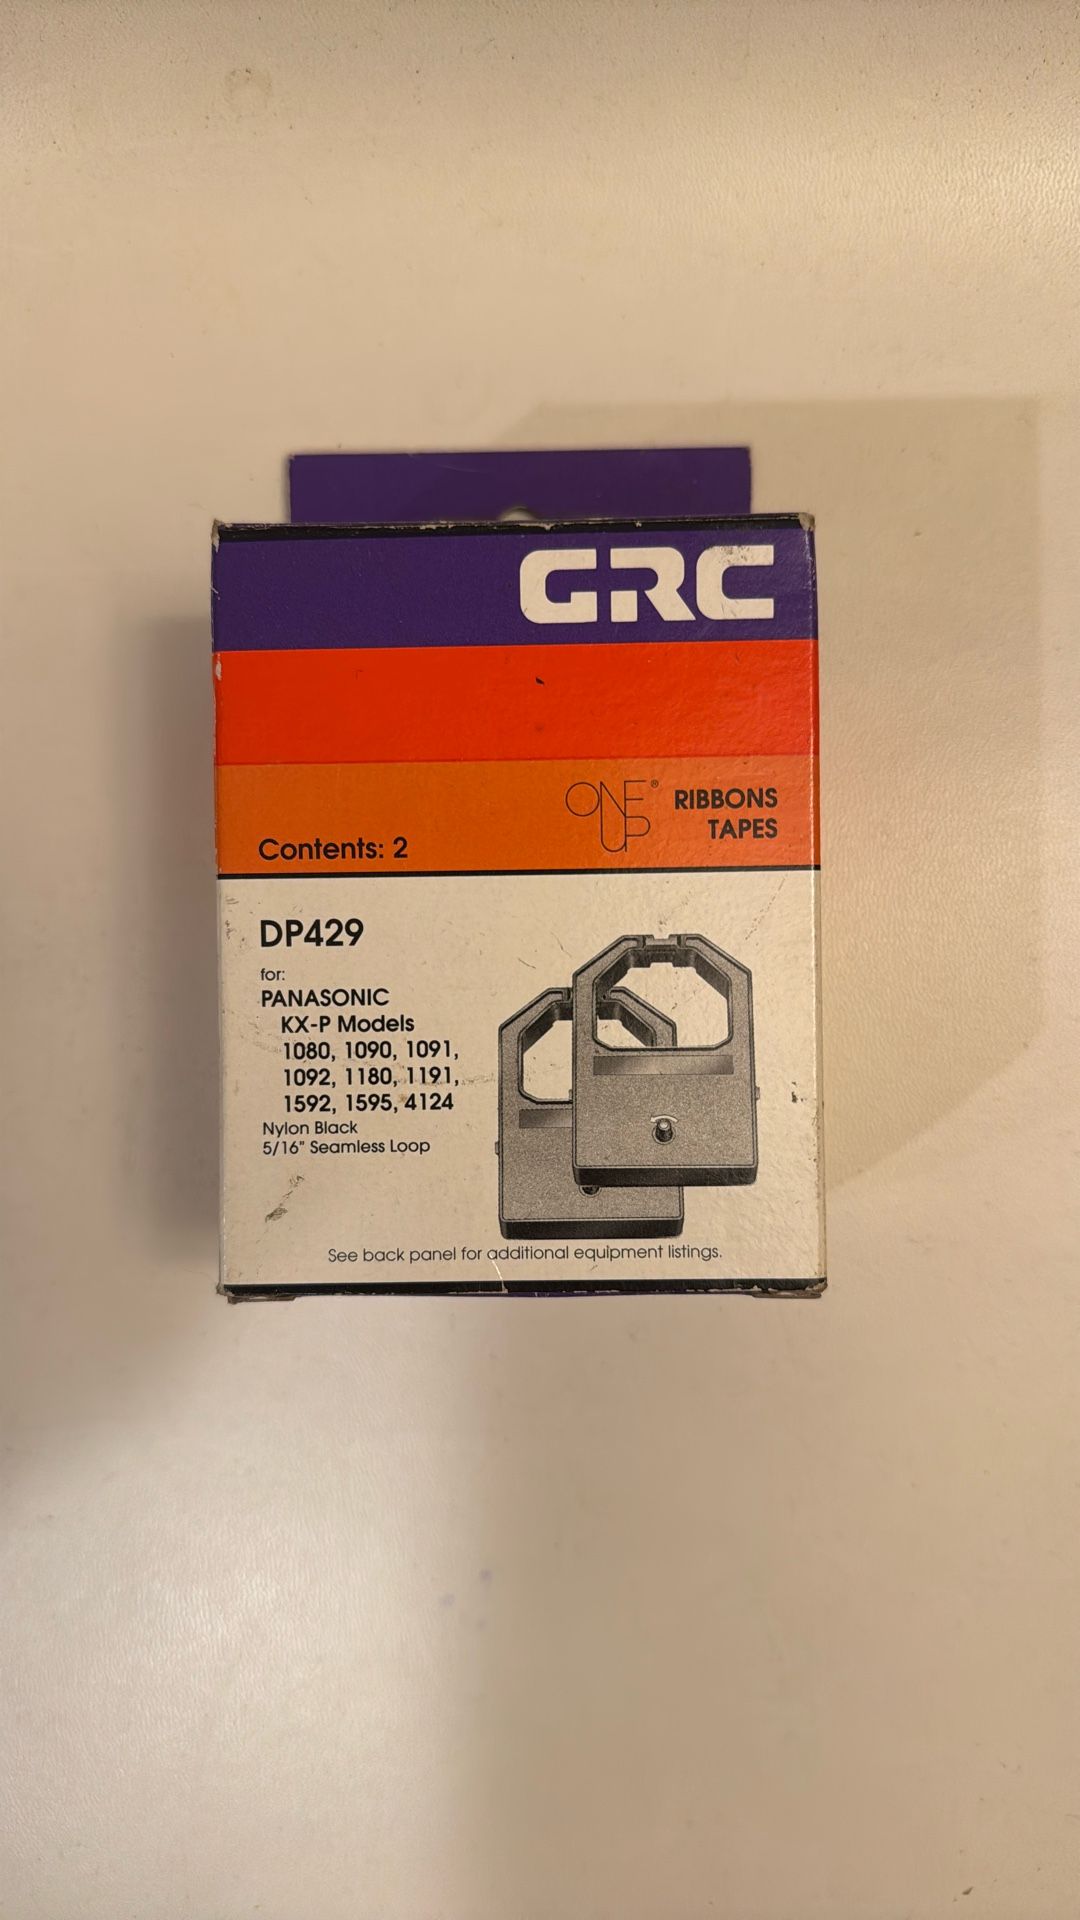 GRC
ONE UP® RIBBONS
TAPES
Contents: 2
DP429
for:
PANASONIC
KX-P Models
1080, 1090, 1091,
1092, 1180, 1191,
1592, 1595, 4124
Nylon Black
5/16" Seamless Loop
See back panel for additional equipment listings.